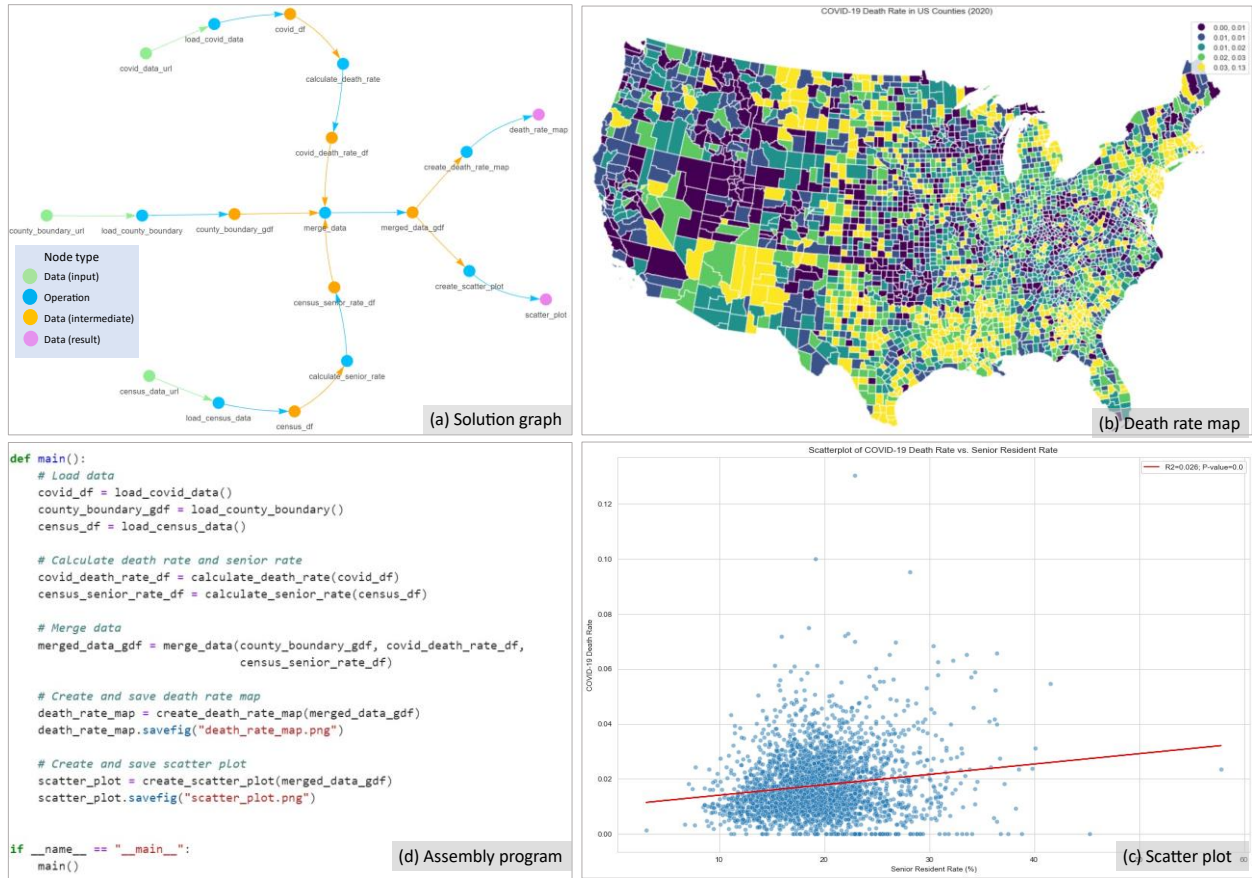 covid_df
load_covid_data
covid_data_url
calculate_death_rate
death_rate_map
covid_death_rate_df
create_death_rate_map
county_boundary_url
load_county_boundary
county_boundary_gdf
merge_data
merged_data_gdf
Node type
Data (input)
Operation
Data (intermediate)
Data (result)
census_senior_rate_df
create_scatter_plot
scatter_plot
calculate_senior_rate
census_data_url
load_census_data
census_df
(a) Solution graph
COVID-19 Death Rate in US Counties (2020)
0.00, 0.01
0.01, 0.01
0.01, 0.02
0.02, 0.03
0.03, 0.13
(b) Death rate map
def main():
# Load data
covid_df = load_covid_data()
county_boundary_gdf = load_county_boundary()
census_df = load_census_data()
# Calculate death rate and senior rate
covid_death_rate_df = calculate_death_rate(covid_df)
census_senior_rate_df = calculate_senior_rate(census_df)
# Merge data
merged_data_gdf = merge_data(county_boundary_gdf, covid_death_rate_df,
census_senior_rate_df)
# Create and save death rate map
death_rate_map = create_death_rate_map(merged_data_gdf)
death_rate_map.savefig("death_rate_map.png")
# Create and save scatter plot
scatter_plot = create_scatter_plot(merged_data_gdf)
scatter_plot.savefig("scatter_plot.png")
if __name__ == "__main__":
main()
(d) Assembly program
Scatterplot of COVID-19 Death Rate vs. Senior Resident Rate
R2=0.026; P-value=0.0
0.12
0.10
0.08
0.06
0.04
0.02
0.00
COVID-19 Death Rate
10
20
30
40
50
60
Senior Resident Rate (%)
(c) Scatter plot